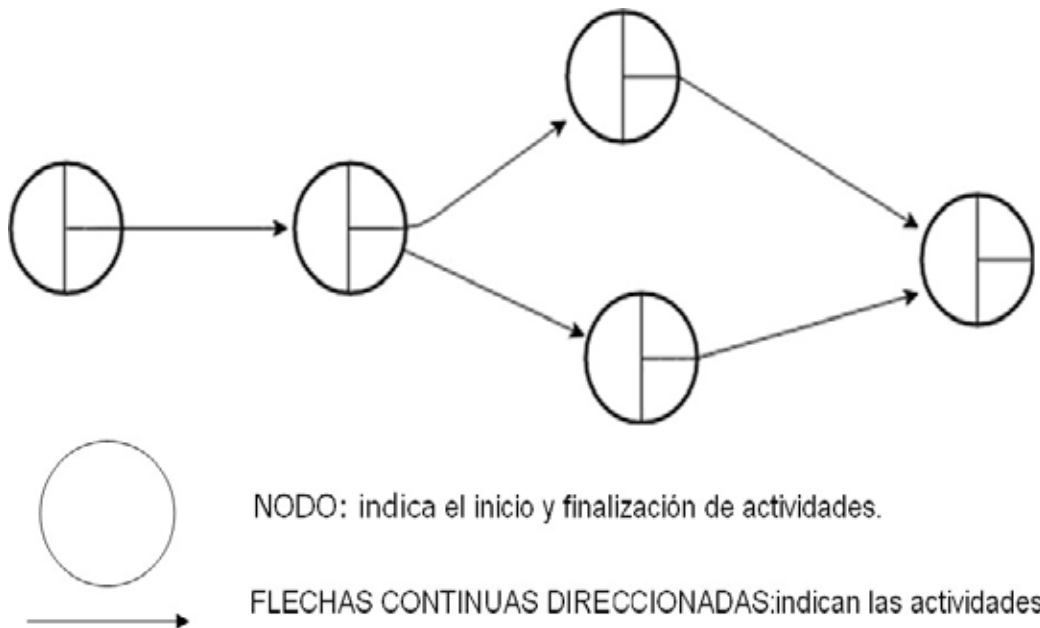 NODO: indica el inicio y finalización de actividades.
FLECHAS CONTINUAS DIRECCIONADAS:indican las actividades